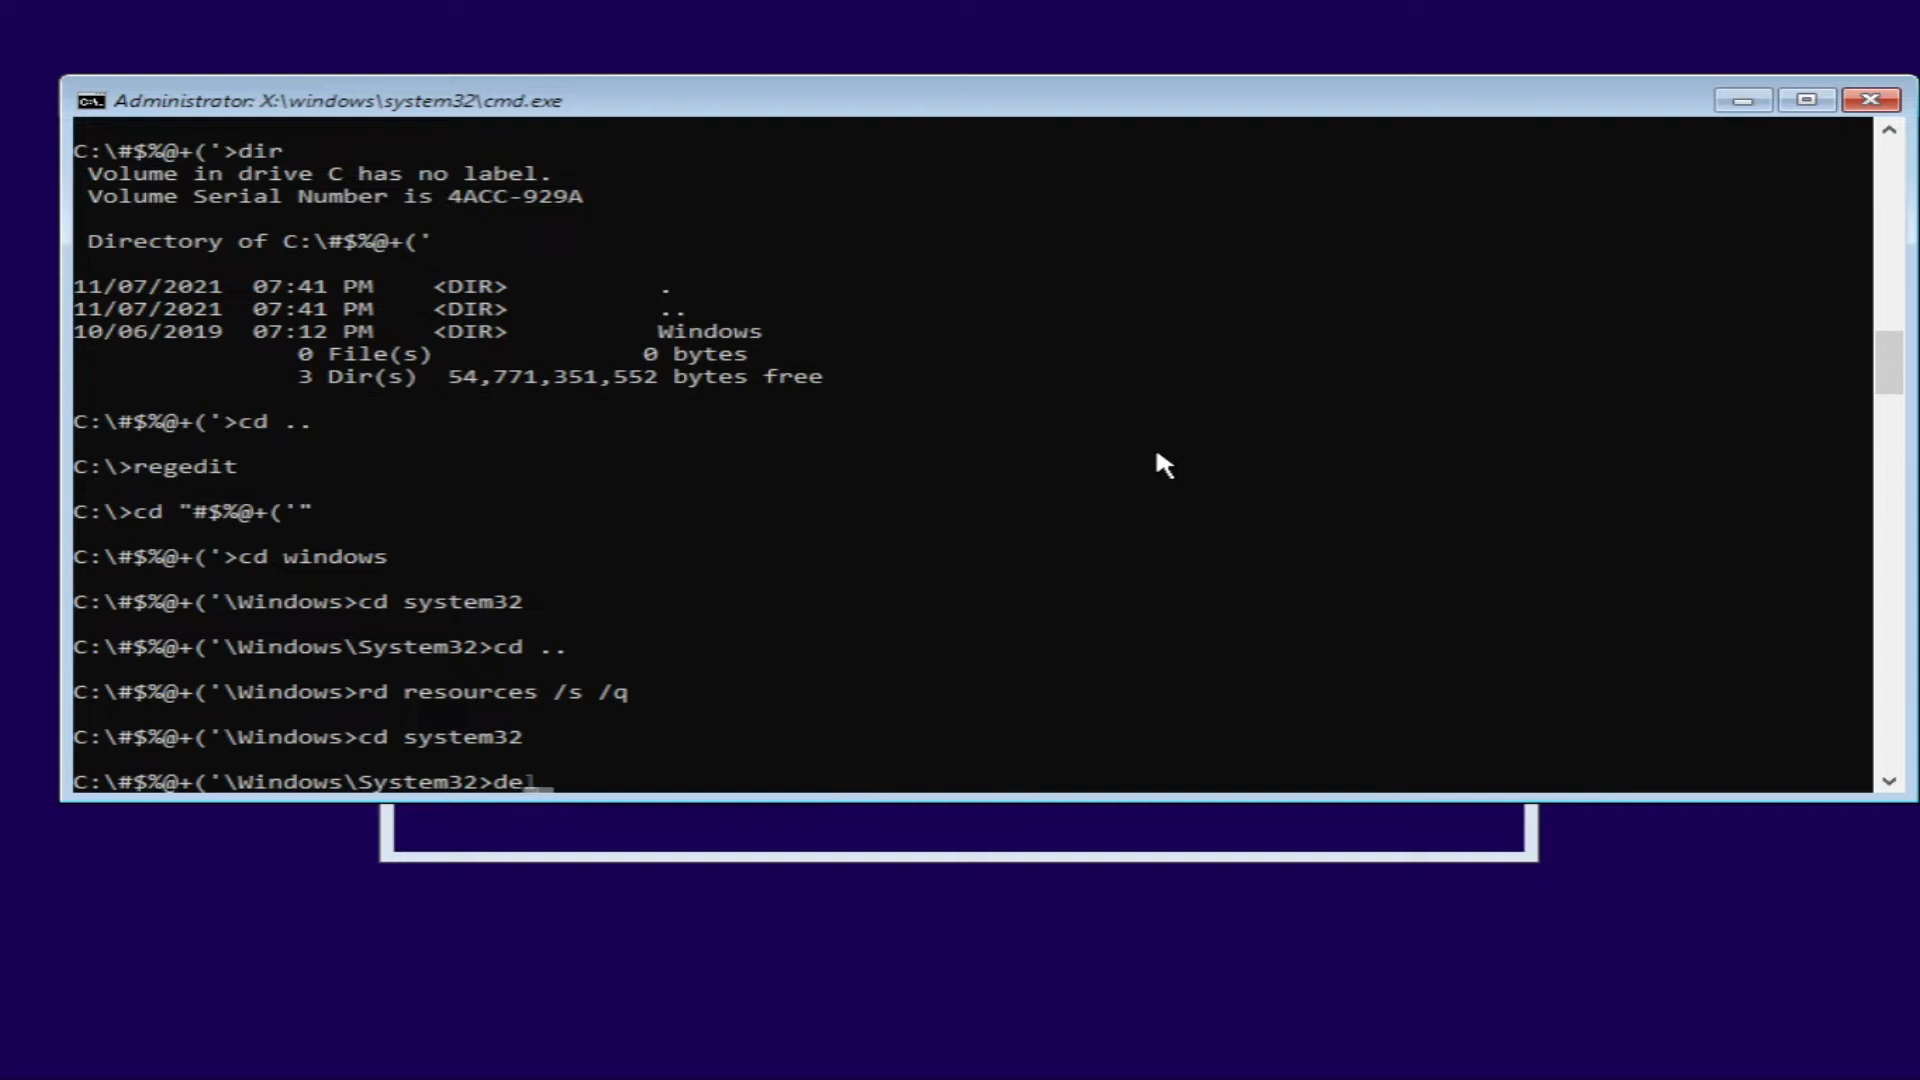 Administrator: X:\windows\system32\cmd.exe
C:\#$%@+('>dir
Volume in drive C has no label.
Volume Serial Number is 4ACC-929A
Directory of C:\#$%@+('
11/07/2021  07:41 PM    <DIR>          .
11/07/2021  07:41 PM    <DIR>          ..
10/06/2019  07:12 PM    <DIR>          Windows
0 File(s)              0 bytes
3 Dir(s)  54,771,351,552 bytes free
C:\#$%@+('>cd ..
C:\>regedit
C:\>cd "#$%@+('"
C:\#$%@+('>cd windows
C:\#$%@+('\Windows>cd system32
C:\#$%@+('\Windows\System32>cd ..
C:\#$%@+('\Windows>rd resources /s /q
C:\#$%@+('\Windows>cd system32
C:\#$%@+('\Windows\System32>del